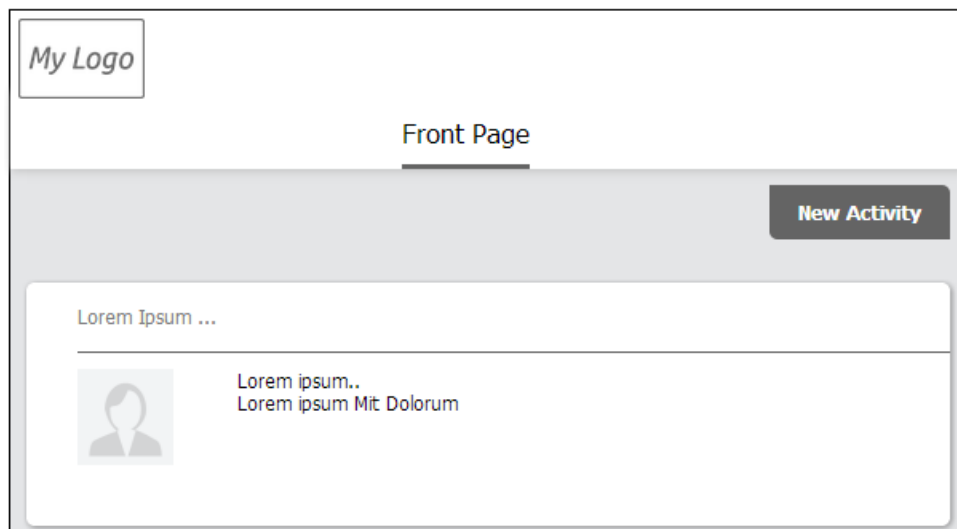 My Logo
Front Page
New Activity
Lorem Ipsum ...
Lorem ipsum..
Lorem ipsum Mit Dolorum